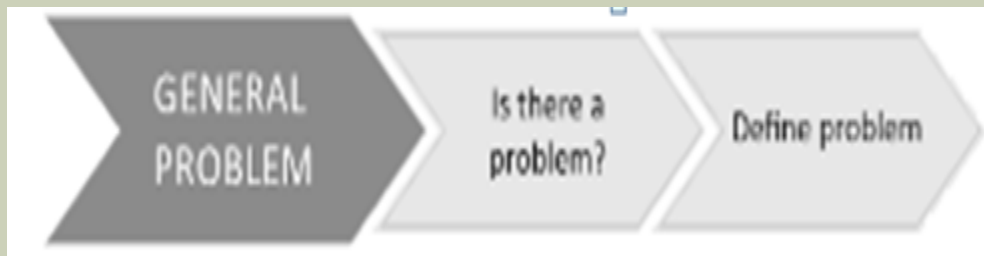 GENERAL
PROBLEM
Is there a
problem?
Define problem